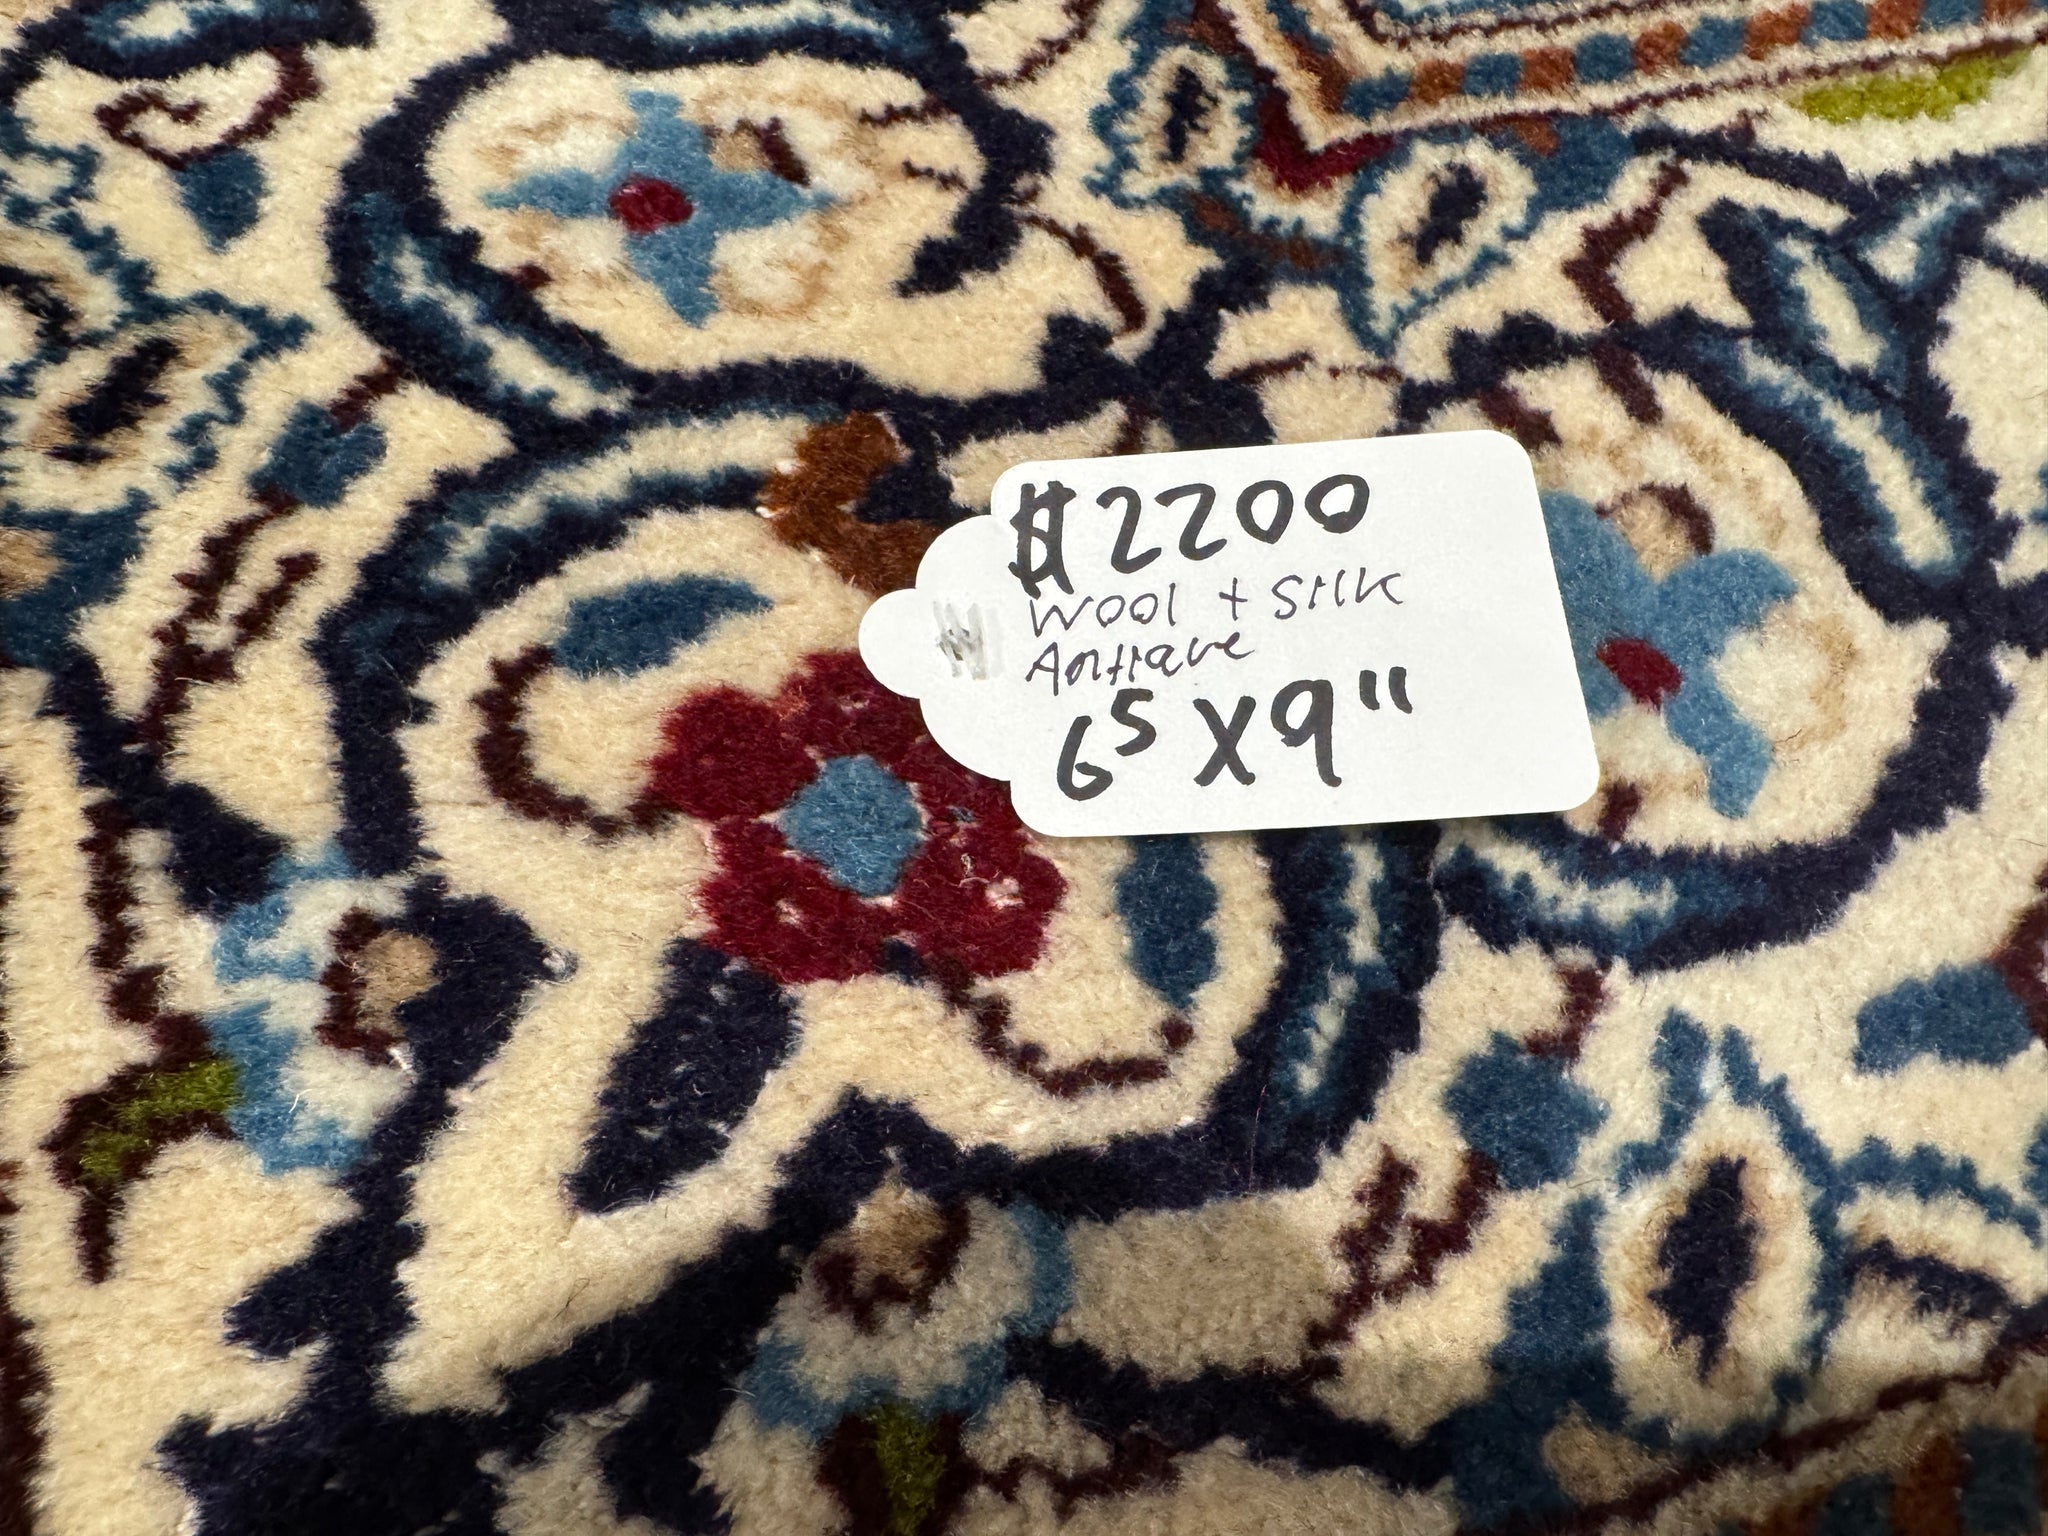 $2200
Wool + Silk
Antique
6⁵ X 9"